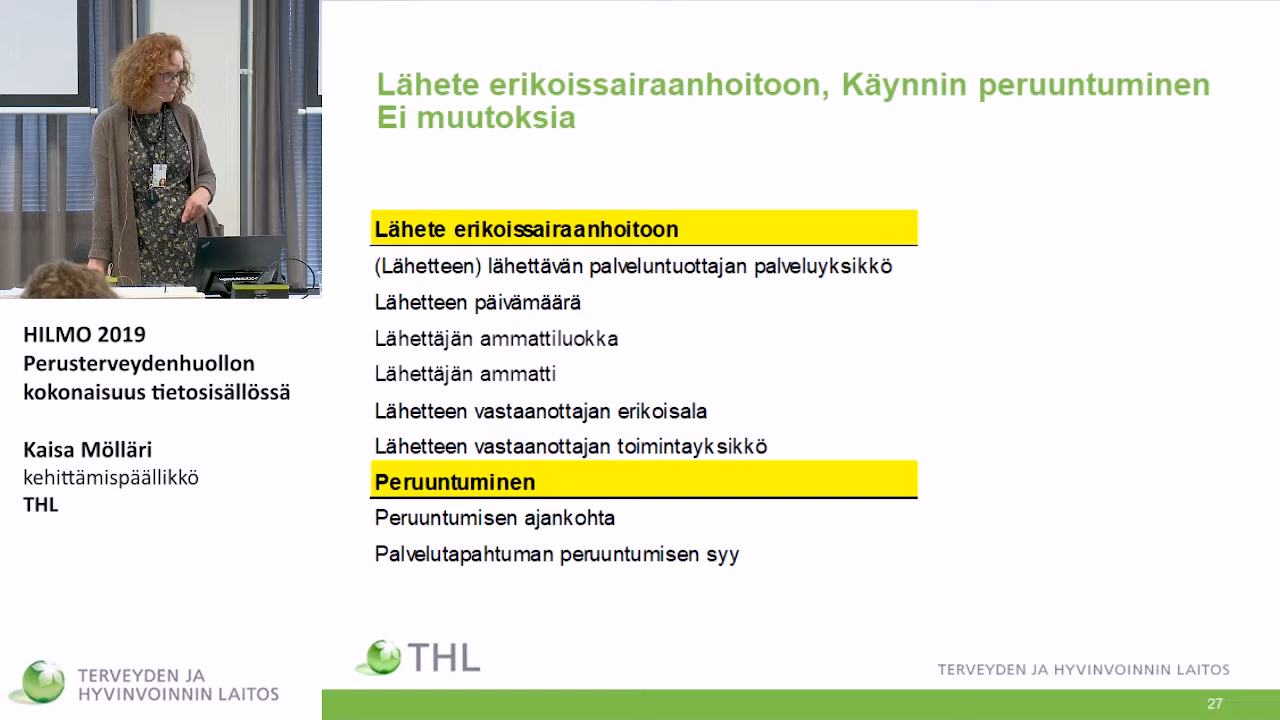 Lähete erikoissairaanhoitoon, Käynnin peruuntuminen
Ei muutoksia
Lähete erikoissairaanhoitoon
(Lähetteen) lähettävän palveluntuottajan palveluyksikkö
Lähetteen päivämäärä
Lähettäjän ammattiluokka
Lähettäjän ammatti
Lähetteen vastaanottajan erikoisala
Lähetteen vastaanottajan toimintayksikkö
Peruuntuminen
Peruuntumisen ajankohta
Palvelutapahtuman peruuntumisen syy
HILMO 2019
Perusterveydenhuollon
kokonaisuus tietosisällössä
Kaisa Mölläri
kehittämispäällikkö
THL
TERVEYDEN JA
HYVINVOINNIN LAITOS
THL
TERVEYDEN JA HYVINVOINNIN LAITOS
27